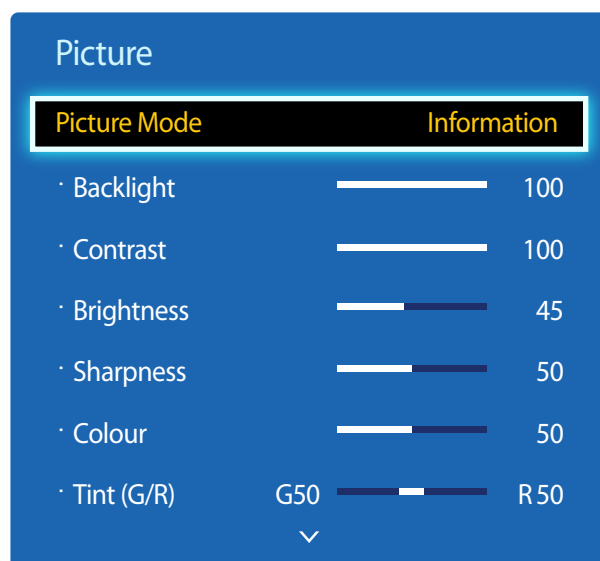 Picture
Picture Mode Information
· Backlight 100
· Contrast 100
· Brightness 45
· Sharpness 50
· Colour 50
· Tint (G/R) G50 R50